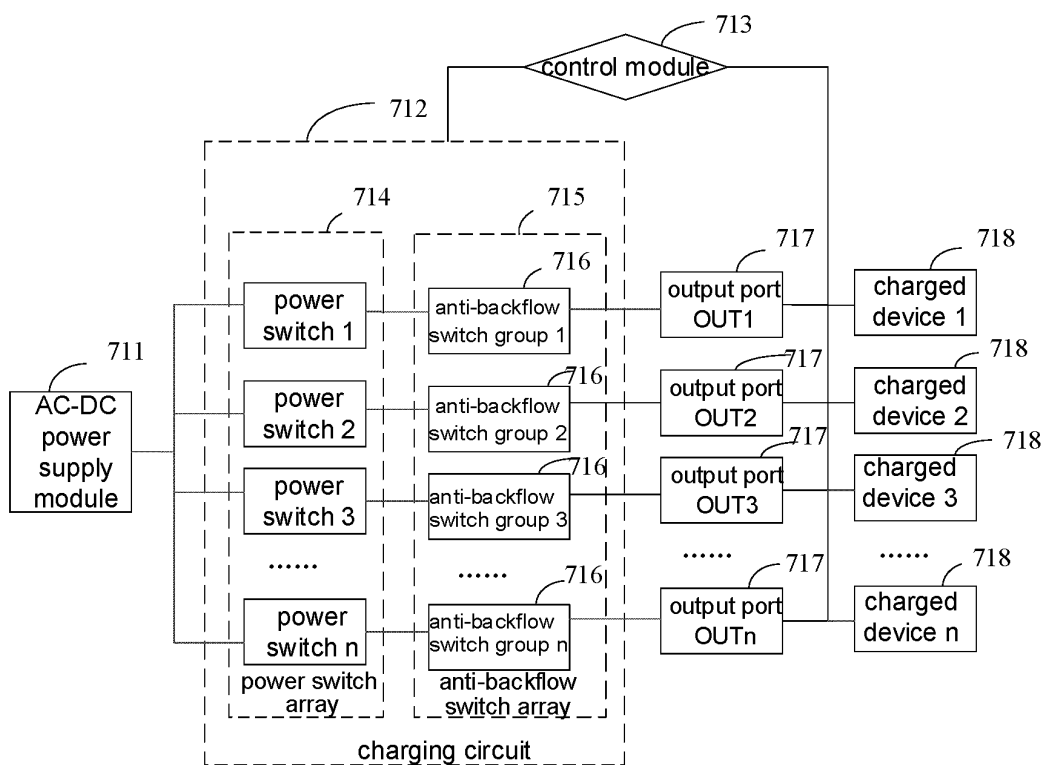 713
control module
712
714
715
717
718
716
power
switch 1
anti-backflow
switch group 1
output port
OUT1
charged
device 1
711
AC-DC
power
supply
module
716
717
718
power
switch 2
anti-backflow
switch group 2
output port
OUT2
charged
device 2
716
717
718
power
switch 3
anti-backflow
switch group 3
output port
OUT3
charged
device 3
......
......
......
......
716
717
718
power
switch n
anti-backflow
switch group n
output port
OUTn
charged
device n
power switch
array
anti-backflow
switch array
charging circuit